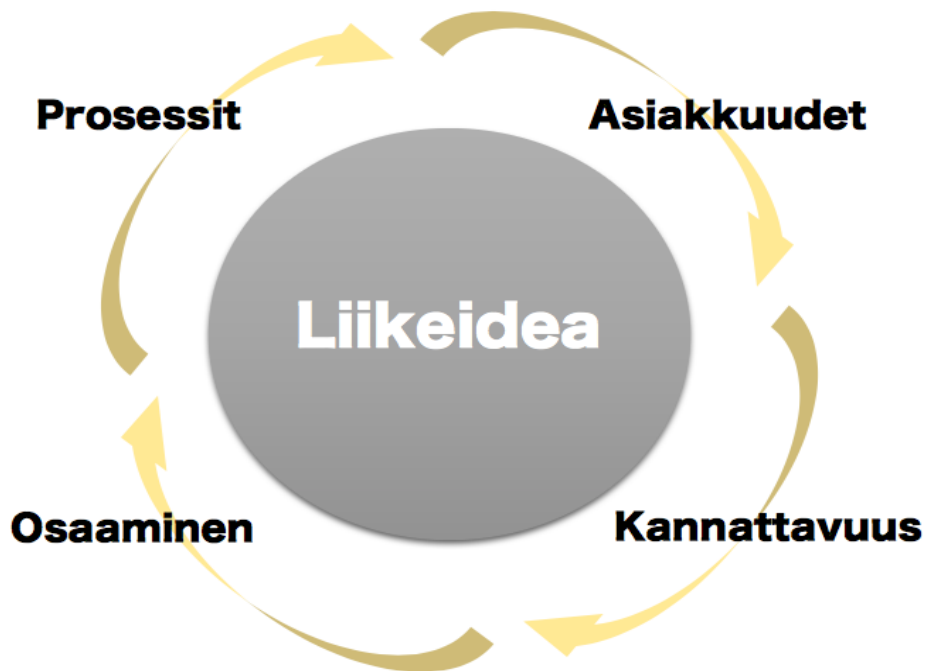 Prosessit
Asiakkuudet
Liikeidea
Osaaminen
Kannattavuus